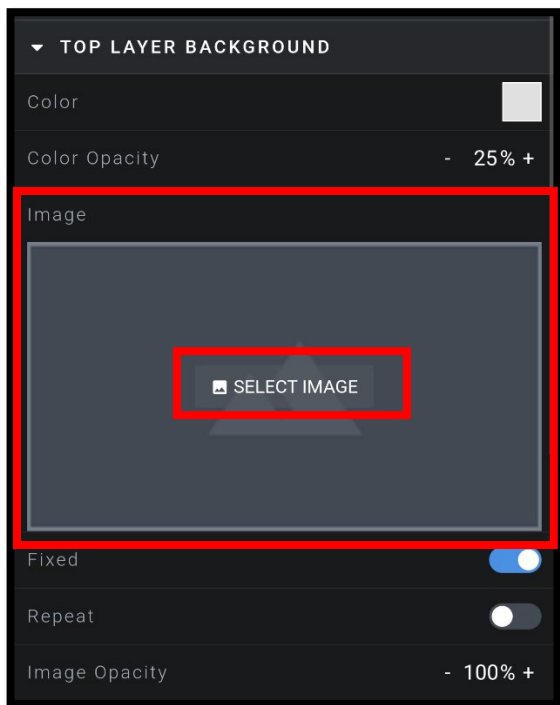 TOP LAYER BACKGROUND
Color
Color Opacity - 25% +
Image
SELECT IMAGE
Fixed
Repeat
Image Opacity - 100% +